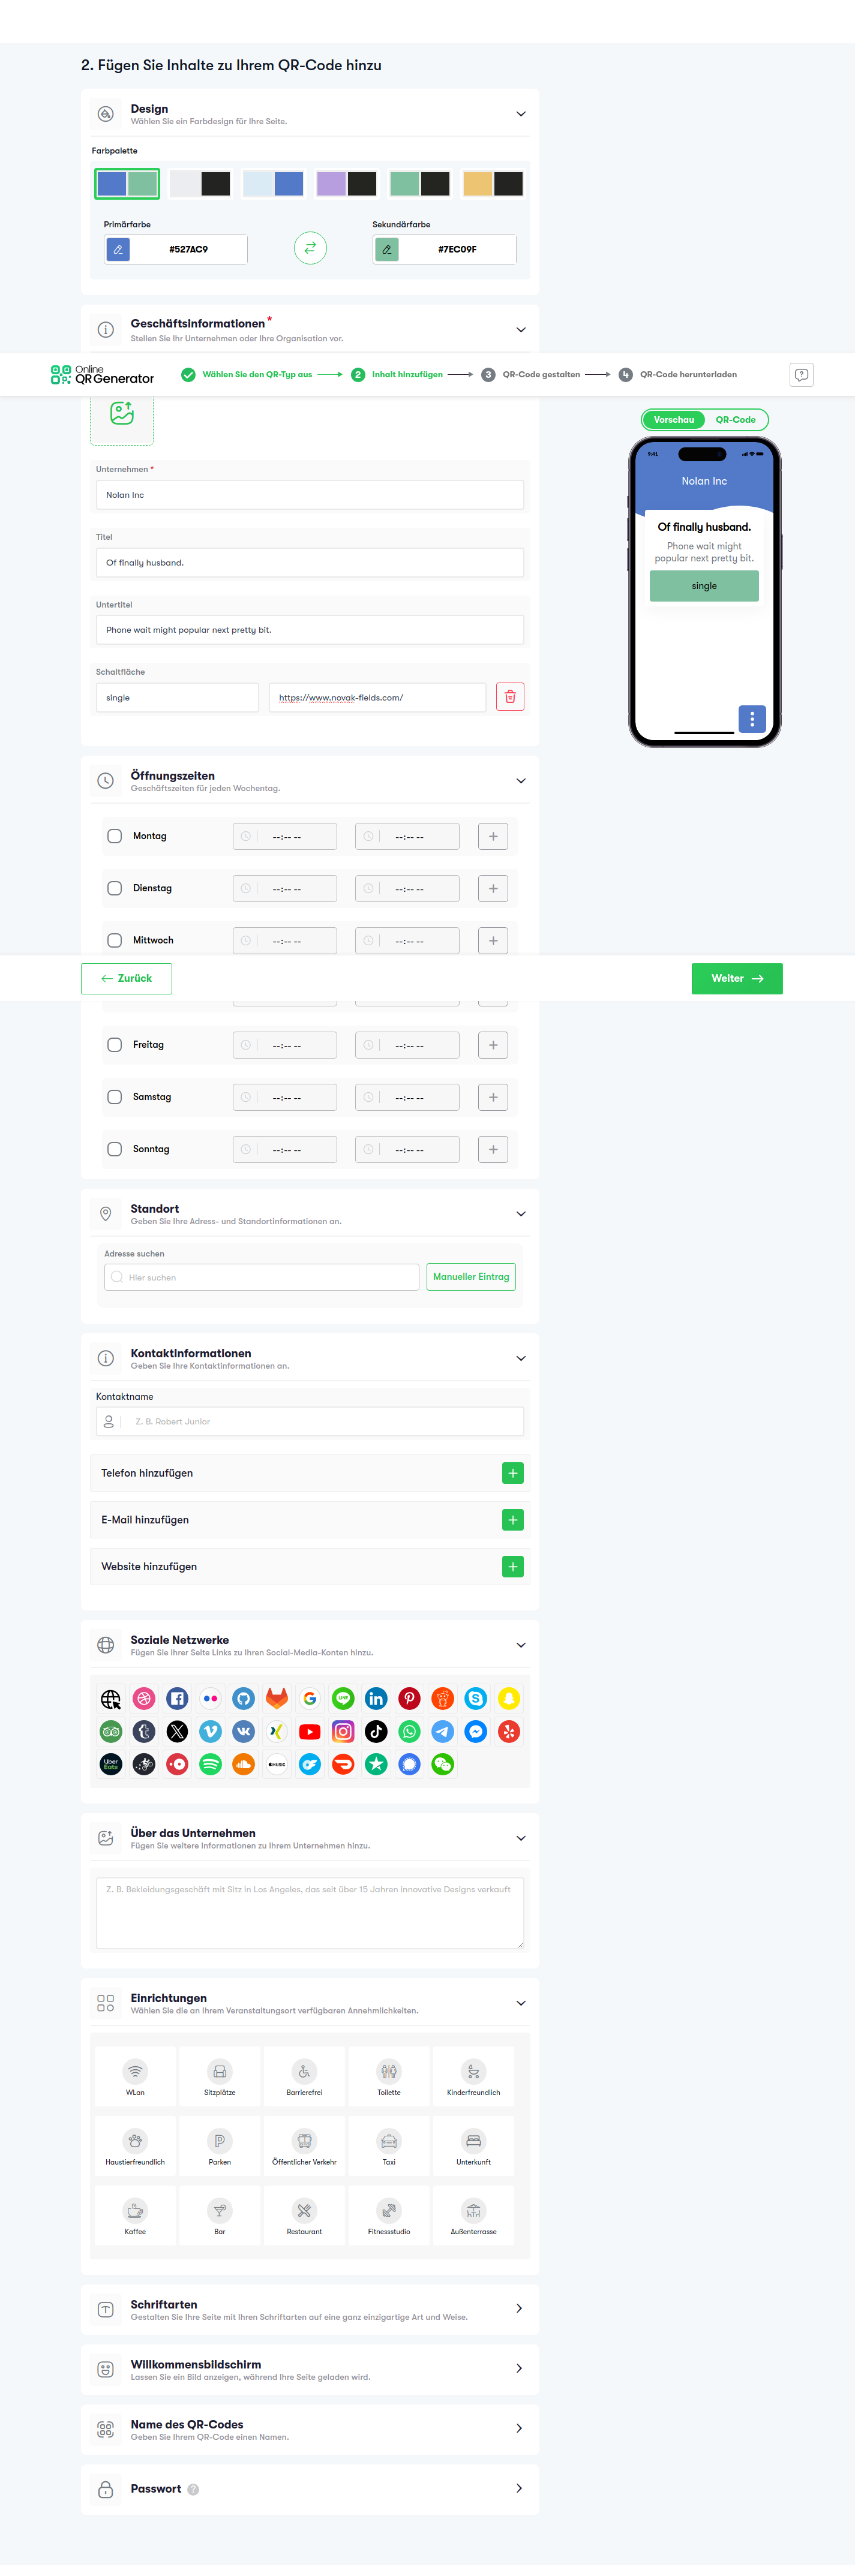 2. Fügen Sie Inhalte zu Ihrem QR-Code hinzu
Design
Wählen Sie ein Farbdesign für Ihre Seite.
Farbpalette
Primärfarbe
Sekundärfarbe
#527AC9
#7EC09F
Geschäftsinformationen *
Stellen Sie Ihr Unternehmen oder Ihre Organisation vor.
Online
QR Generator
Wählen Sie den QR-Typ aus
2 Inhalt hinzufügen
3 QR-Code gestalten
4 QR-Code herunterladen
Vorschau
QR-Code
9:41
Nolan Inc
Of finally husband.
Phone wait might
popular next pretty bit.
single
Unternehmen *
Nolan Inc
Titel
Of finally husband.
Untertitel
Phone wait might popular next pretty bit.
Schaltfläche
single
https://www.novak-fields.com/
Öffnungszeiten
Geschäftszeiten für jeden Wochentag.
Montag --:-- -- --:-- --
Dienstag --:-- -- --:-- --
Mittwoch --:-- -- --:-- --
Zurück
Weiter
Freitag --:-- -- --:-- --
Samstag --:-- -- --:-- --
Sonntag --:-- -- --:-- --
Standort
Geben Sie Ihre Adress- und Standortinformationen an.
Adresse suchen
Hier suchen
Manueller Eintrag
Kontaktinformationen
Geben Sie Ihre Kontaktinformationen an.
Kontaktname
Z. B. Robert Junior
Telefon hinzufügen
E-Mail hinzufügen
Website hinzufügen
Soziale Netzwerke
Fügen Sie Ihrer Seite Links zu Ihren Social-Media-Konten hinzu.
LINE
Uber
Eats
MUSIC
Über das Unternehmen
Fügen Sie weitere Informationen zu Ihrem Unternehmen hinzu.
Z. B. Bekleidungsgeschäft mit Sitz in Los Angeles, das seit über 15 Jahren innovative Designs verkauft
Einrichtungen
Wählen Sie die an Ihrem Veranstaltungsort verfügbaren Annehmlichkeiten.
WLan
Sitzplätze
Barrierefrei
Toilette
Kinderfreundlich
Haustierfreundlich
Parken
Öffentlicher Verkehr
Taxi
Unterkunft
Kaffee
Bar
Restaurant
Fitnessstudio
Außenterrasse
Schriftarten
Gestalten Sie Ihre Seite mit Ihren Schriftarten auf eine ganz einzigartige Art und Weise.
Willkommensbildschirm
Lassen Sie ein Bild anzeigen, während Ihre Seite geladen wird.
Name des QR-Codes
Geben Sie Ihrem QR-Code einen Namen.
Passwort ?